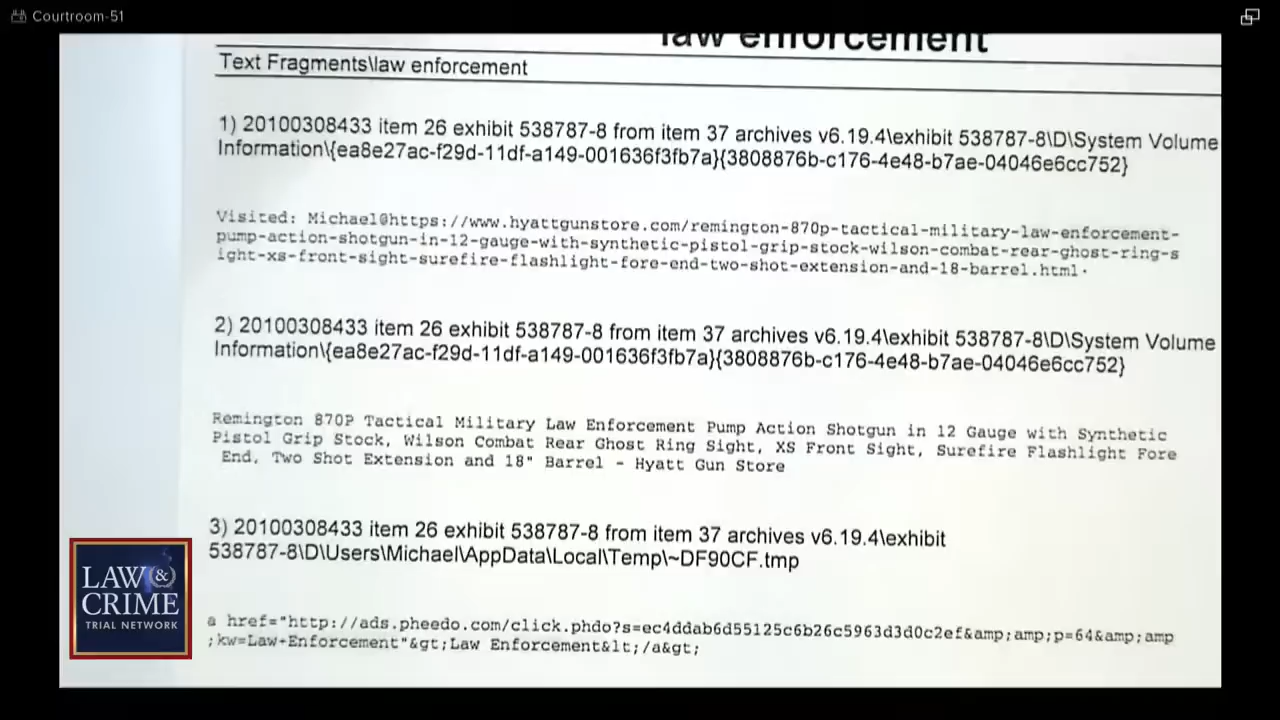 Courtroom-51
law enforcement
Text Fragments\law enforcement
1) 20100308433 item 26 exhibit 538787-8 from item 37 archives v6.19.4\exhibit 538787-8\D\System Volume
Information\{ea8e27ac-f29d-11df-a149-001636f3fb7a}{3808876b-c176-4e48-b7ae-04046e6cc752}
Visited: Michael@https://www.hyattgunstore.com/remington-870p-tactical-military-law-enforcement-
pump-action-shotgun-in-12-gauge-with-synthetic-pistol-grip-stock-wilson-combat-rear-ghost-ring-s
ight-xs-front-sight-surefire-flashlight-fore-end-two-shot-extension-and-18-barrel.html·
2) 20100308433 item 26 exhibit 538787-8 from item 37 archives v6.19.4\exhibit 538787-8\D\System Volume
Information\{ea8e27ac-f29d-11df-a149-001636f3fb7a}{3808876b-c176-4e48-b7ae-04046e6cc752}
Remington 870P Tactical Military Law Enforcement Pump Action Shotgun in 12 Gauge with Synthetic
Pistol Grip Stock, Wilson Combat Rear Ghost Ring Sight, XS Front Sight, Surefire Flashlight Fore
End, Two Shot Extension and 18" Barrel - Hyatt Gun Store
3) 20100308433 item 26 exhibit 538787-8 from item 37 archives v6.19.4\exhibit
538787-8\D\Users\Michael\AppData\Local\Temp\~DF90CF.tmp
a href="http://ads.pheedo.com/click.phdo?s=ec4ddab6d55125c6b26c5963d3d0c2ef&amp;amp;p=64&amp;amp
;kw=Law+Enforcement"&gt;Law Enforcement&lt;/a&gt;
LAW &
CRIME
TRIAL NETWORK